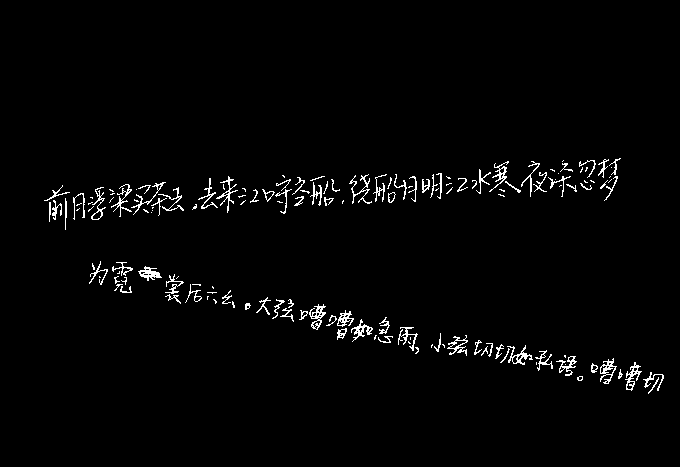 前月浮梁买茶去,去来江口守空船,绕船月明江水寒,夜深忽梦
为霓裳后六幺。大弦嘈嘈如急雨,小弦切切如私语。嘈嘈切